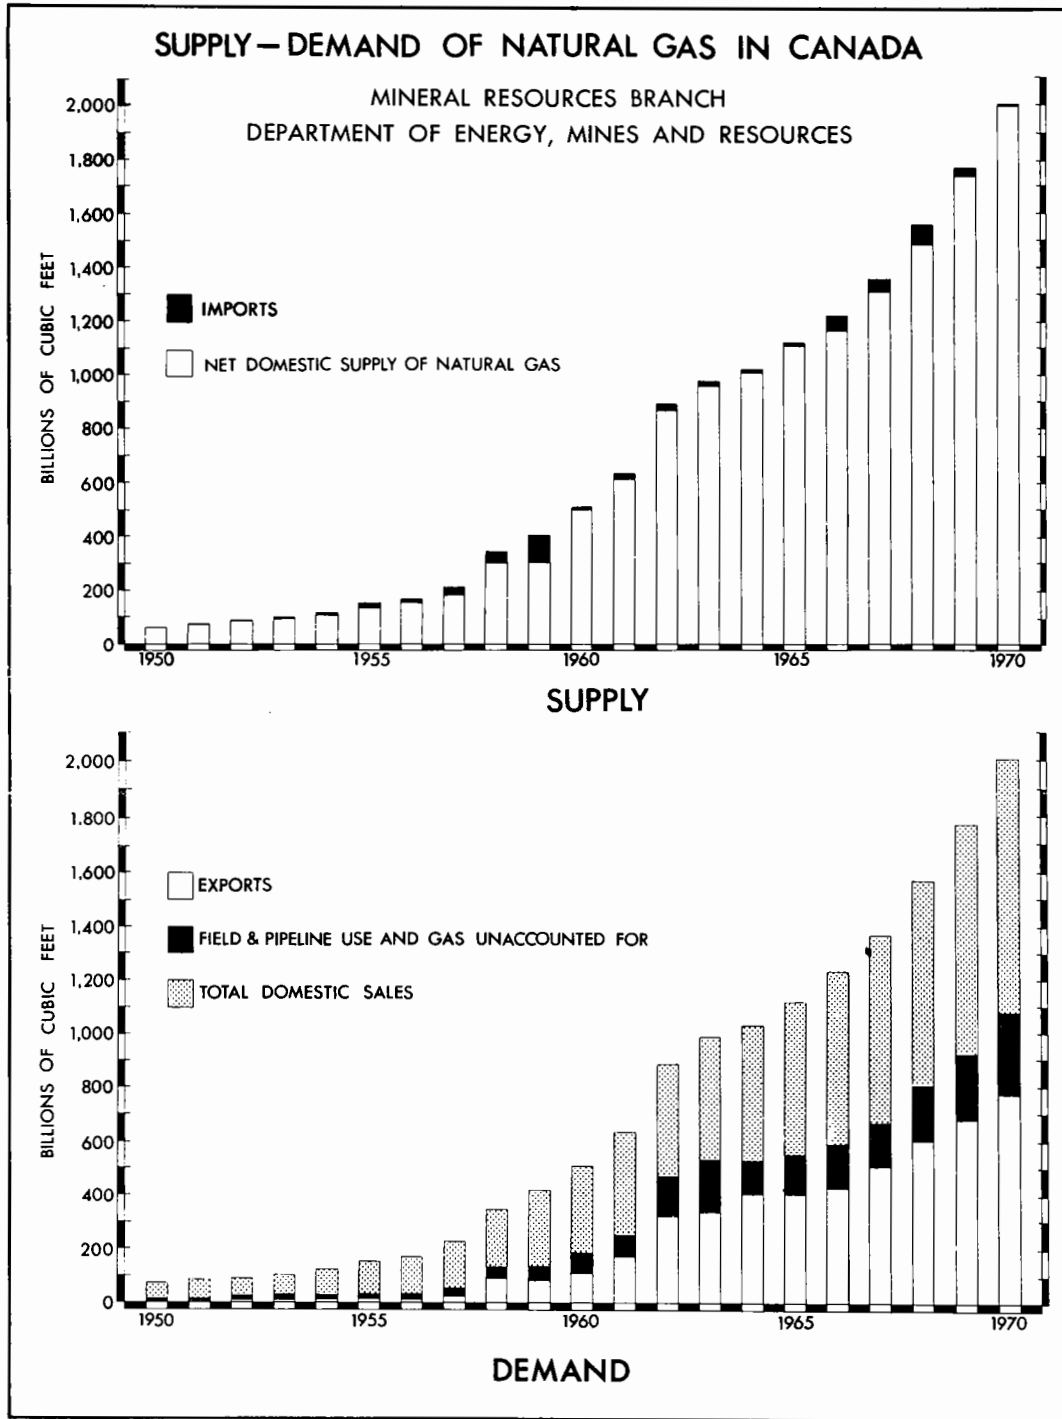 SUPPLY — DEMAND OF NATURAL GAS IN CANADA
MINERAL RESOURCES BRANCH
DEPARTMENT OF ENERGY, MINES AND RESOURCES
BILLIONS OF CUBIC FEET
2,000
1.800
1,600
1,400
1,200
1,000
800
600
400
200
0
IMPORTS
NET DOMESTIC SUPPLY OF NATURAL GAS
1950
1955
1960
1965
1970
SUPPLY
BILLIONS OF CUBIC FEET
2,000
1.800
1,600
1,400
1,200
1,000
800
600
400
200
0
EXPORTS
FIELD & PIPELINE USE AND GAS UNACCOUNTED FOR
TOTAL DOMESTIC SALES
1950
1955
1960
1965
1970
DEMAND